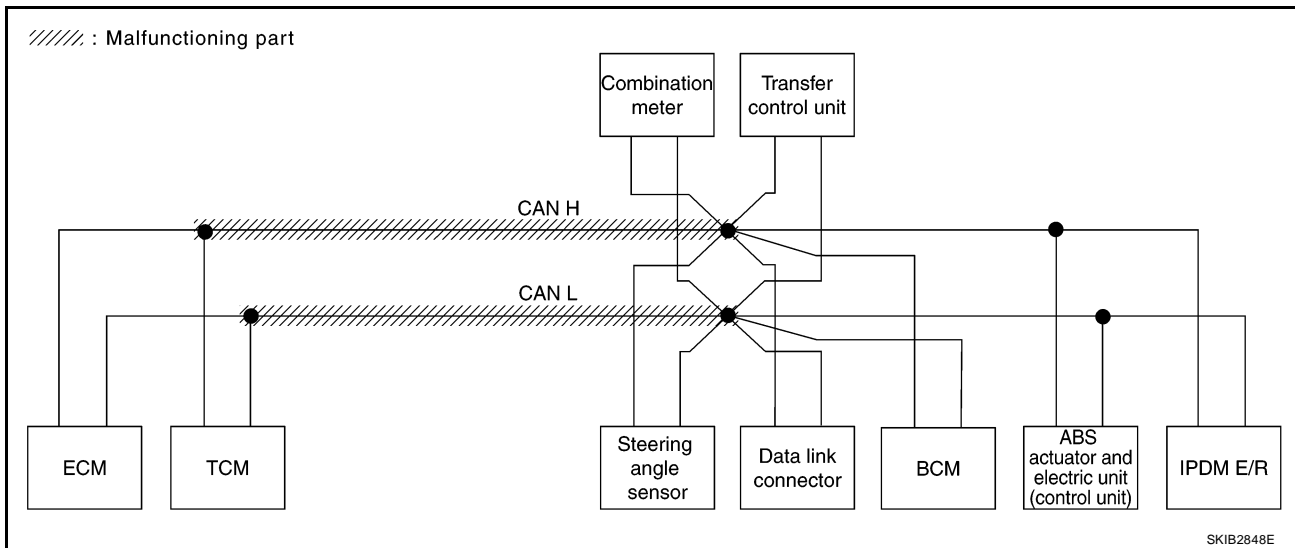 : Malfunctioning part
Combination
meter
Transfer
control unit
CAN H
CAN L
ECM
TCM
Steering
angle
sensor
Data link
connector
BCM
ABS
actuator and
electric unit
(control unit)
IPDM E/R
SKIB2848E